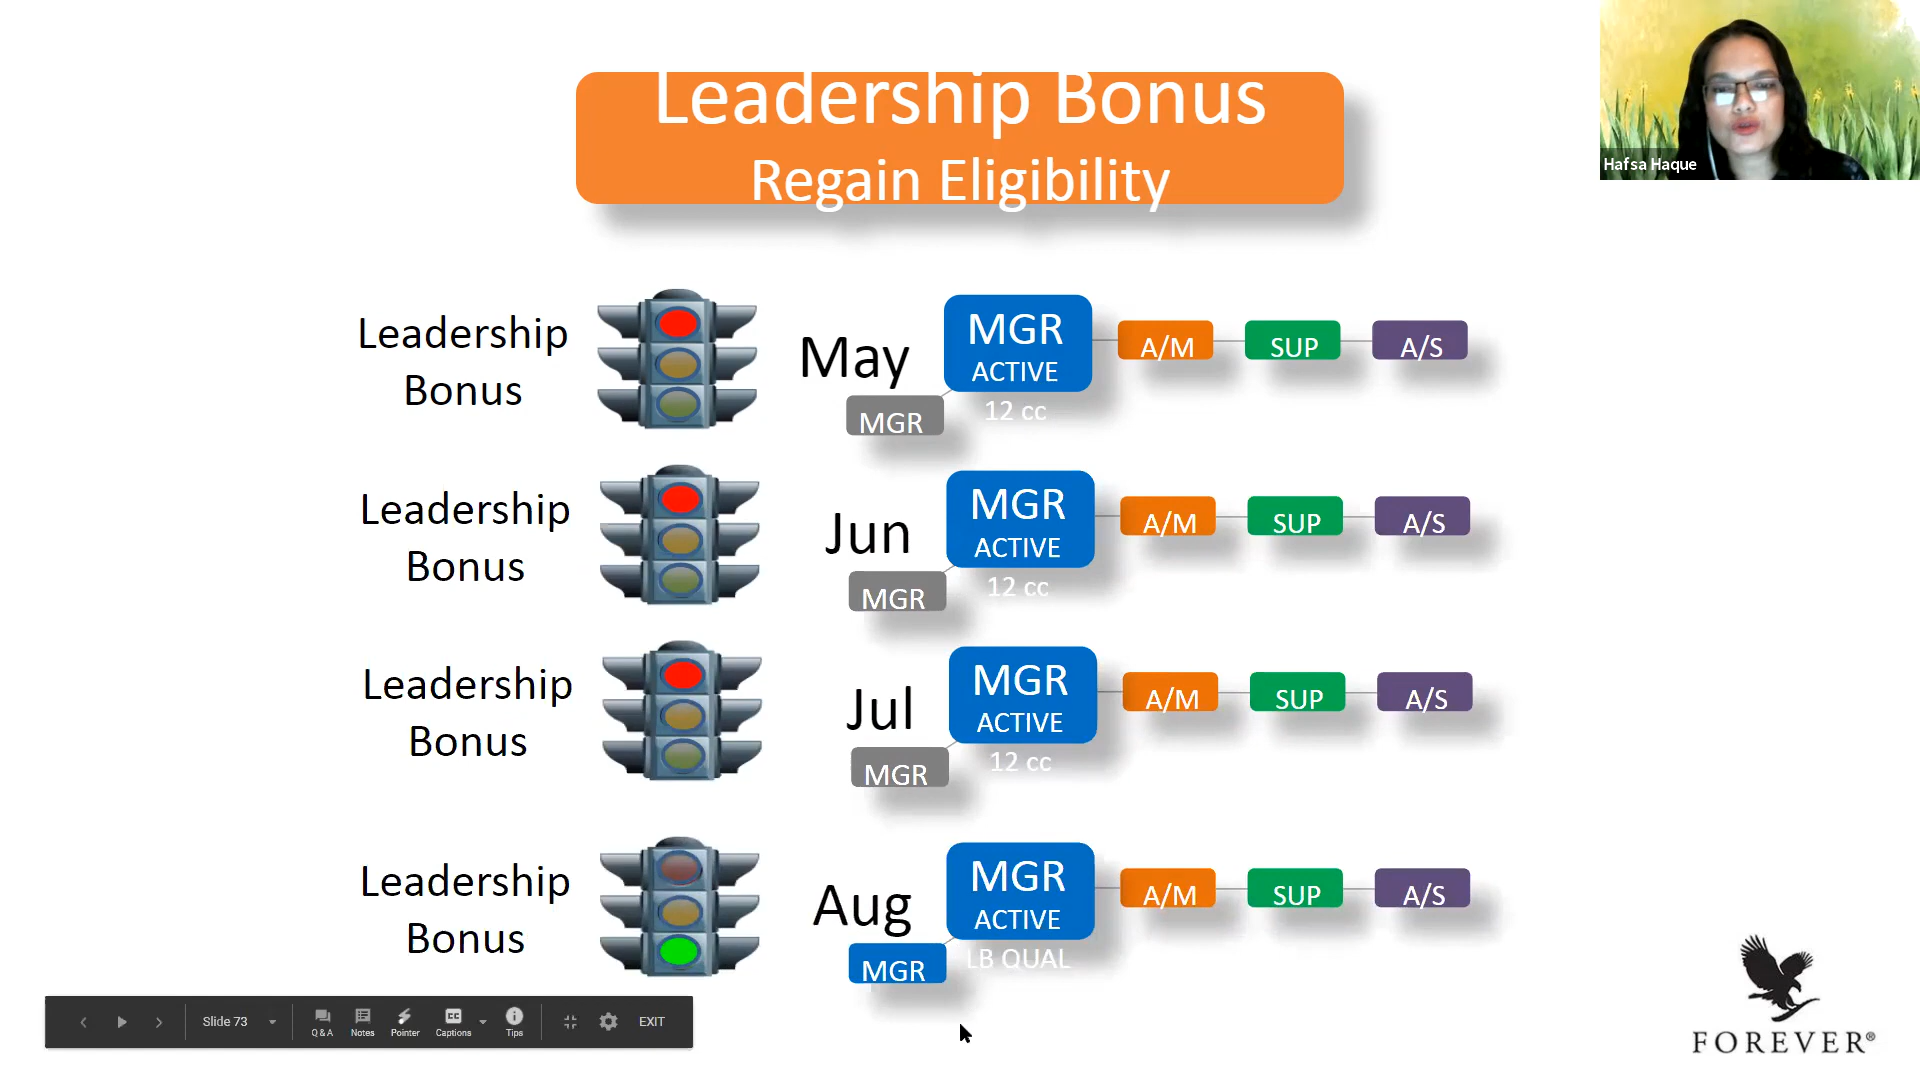 Leadership Bonus
Regain Eligibility
Hafsa Haque
Leadership
Bonus
May
MGR
ACTIVE
12 cc
MGR
A/M
SUP
A/S
Leadership
Bonus
Jun
MGR
ACTIVE
12 cc
MGR
A/M
SUP
A/S
Leadership
Bonus
Jul
MGR
ACTIVE
12 cc
MGR
A/M
SUP
A/S
Leadership
Bonus
Aug
MGR
ACTIVE
LB QUAL
MGR
A/M
SUP
A/S
Slide 73
Q & A
Notes
Pointer
CC
Captions
Tips
EXIT
FOREVER®